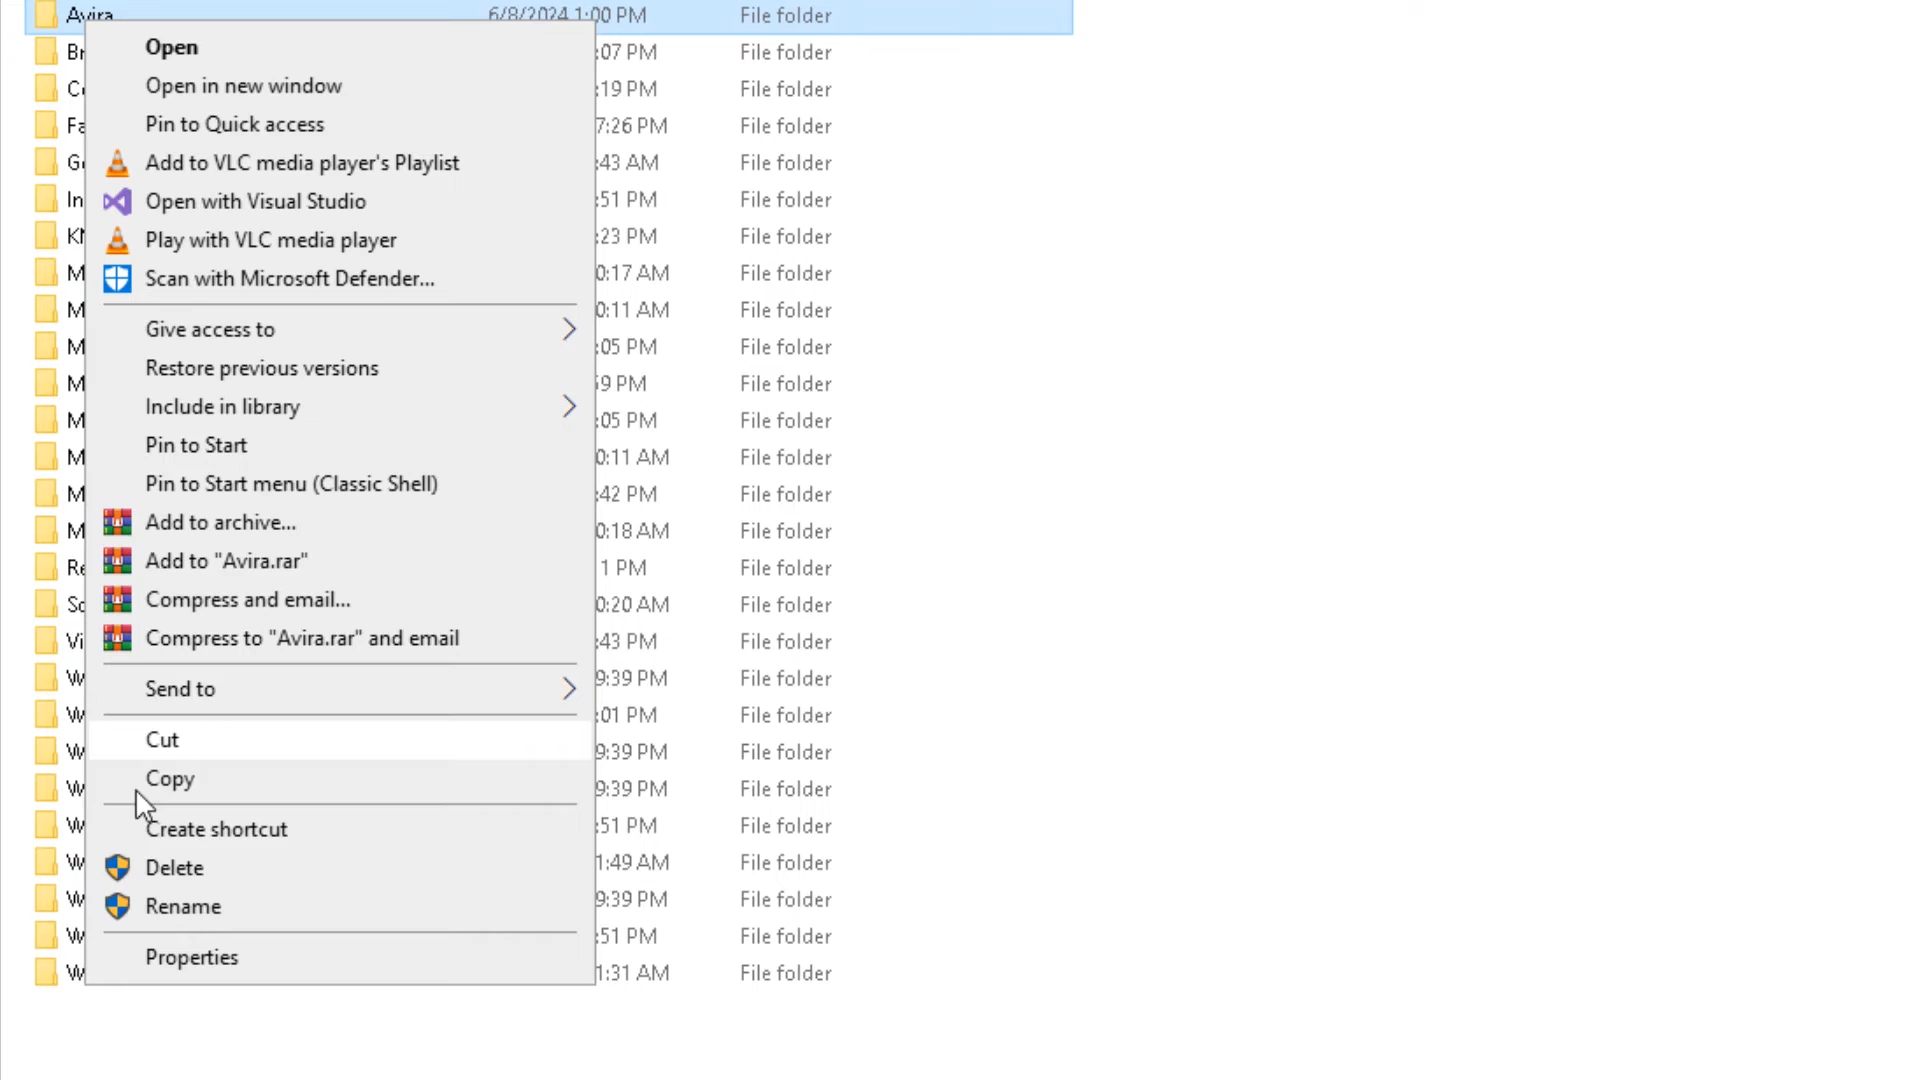 Avira 6/8/2024 1:00 PM File folder
Open
:07 PM File folder
Open in new window
:19 PM File folder
Pin to Quick access
7:26 PM File folder
Add to VLC media player's Playlist
:43 AM File folder
Open with Visual Studio
:51 PM File folder
Play with VLC media player
:23 PM File folder
Scan with Microsoft Defender...
0:17 AM File folder
0:11 AM File folder
Give access to
:05 PM File folder
Restore previous versions
59 PM File folder
Include in library
:05 PM File folder
Pin to Start
0:11 AM File folder
Pin to Start menu (Classic Shell)
:42 PM File folder
Add to archive...
0:18 AM File folder
Add to "Avira.rar"
1 PM File folder
Compress and email...
0:20 AM File folder
Compress to "Avira.rar" and email
:43 PM File folder
Send to
9:39 PM File folder
:01 PM File folder
Cut
9:39 PM File folder
Copy
9:39 PM File folder
Create shortcut
:51 PM File folder
Delete
1:49 AM File folder
Rename
9:39 PM File folder
:51 PM File folder
Properties
1:31 AM File folder